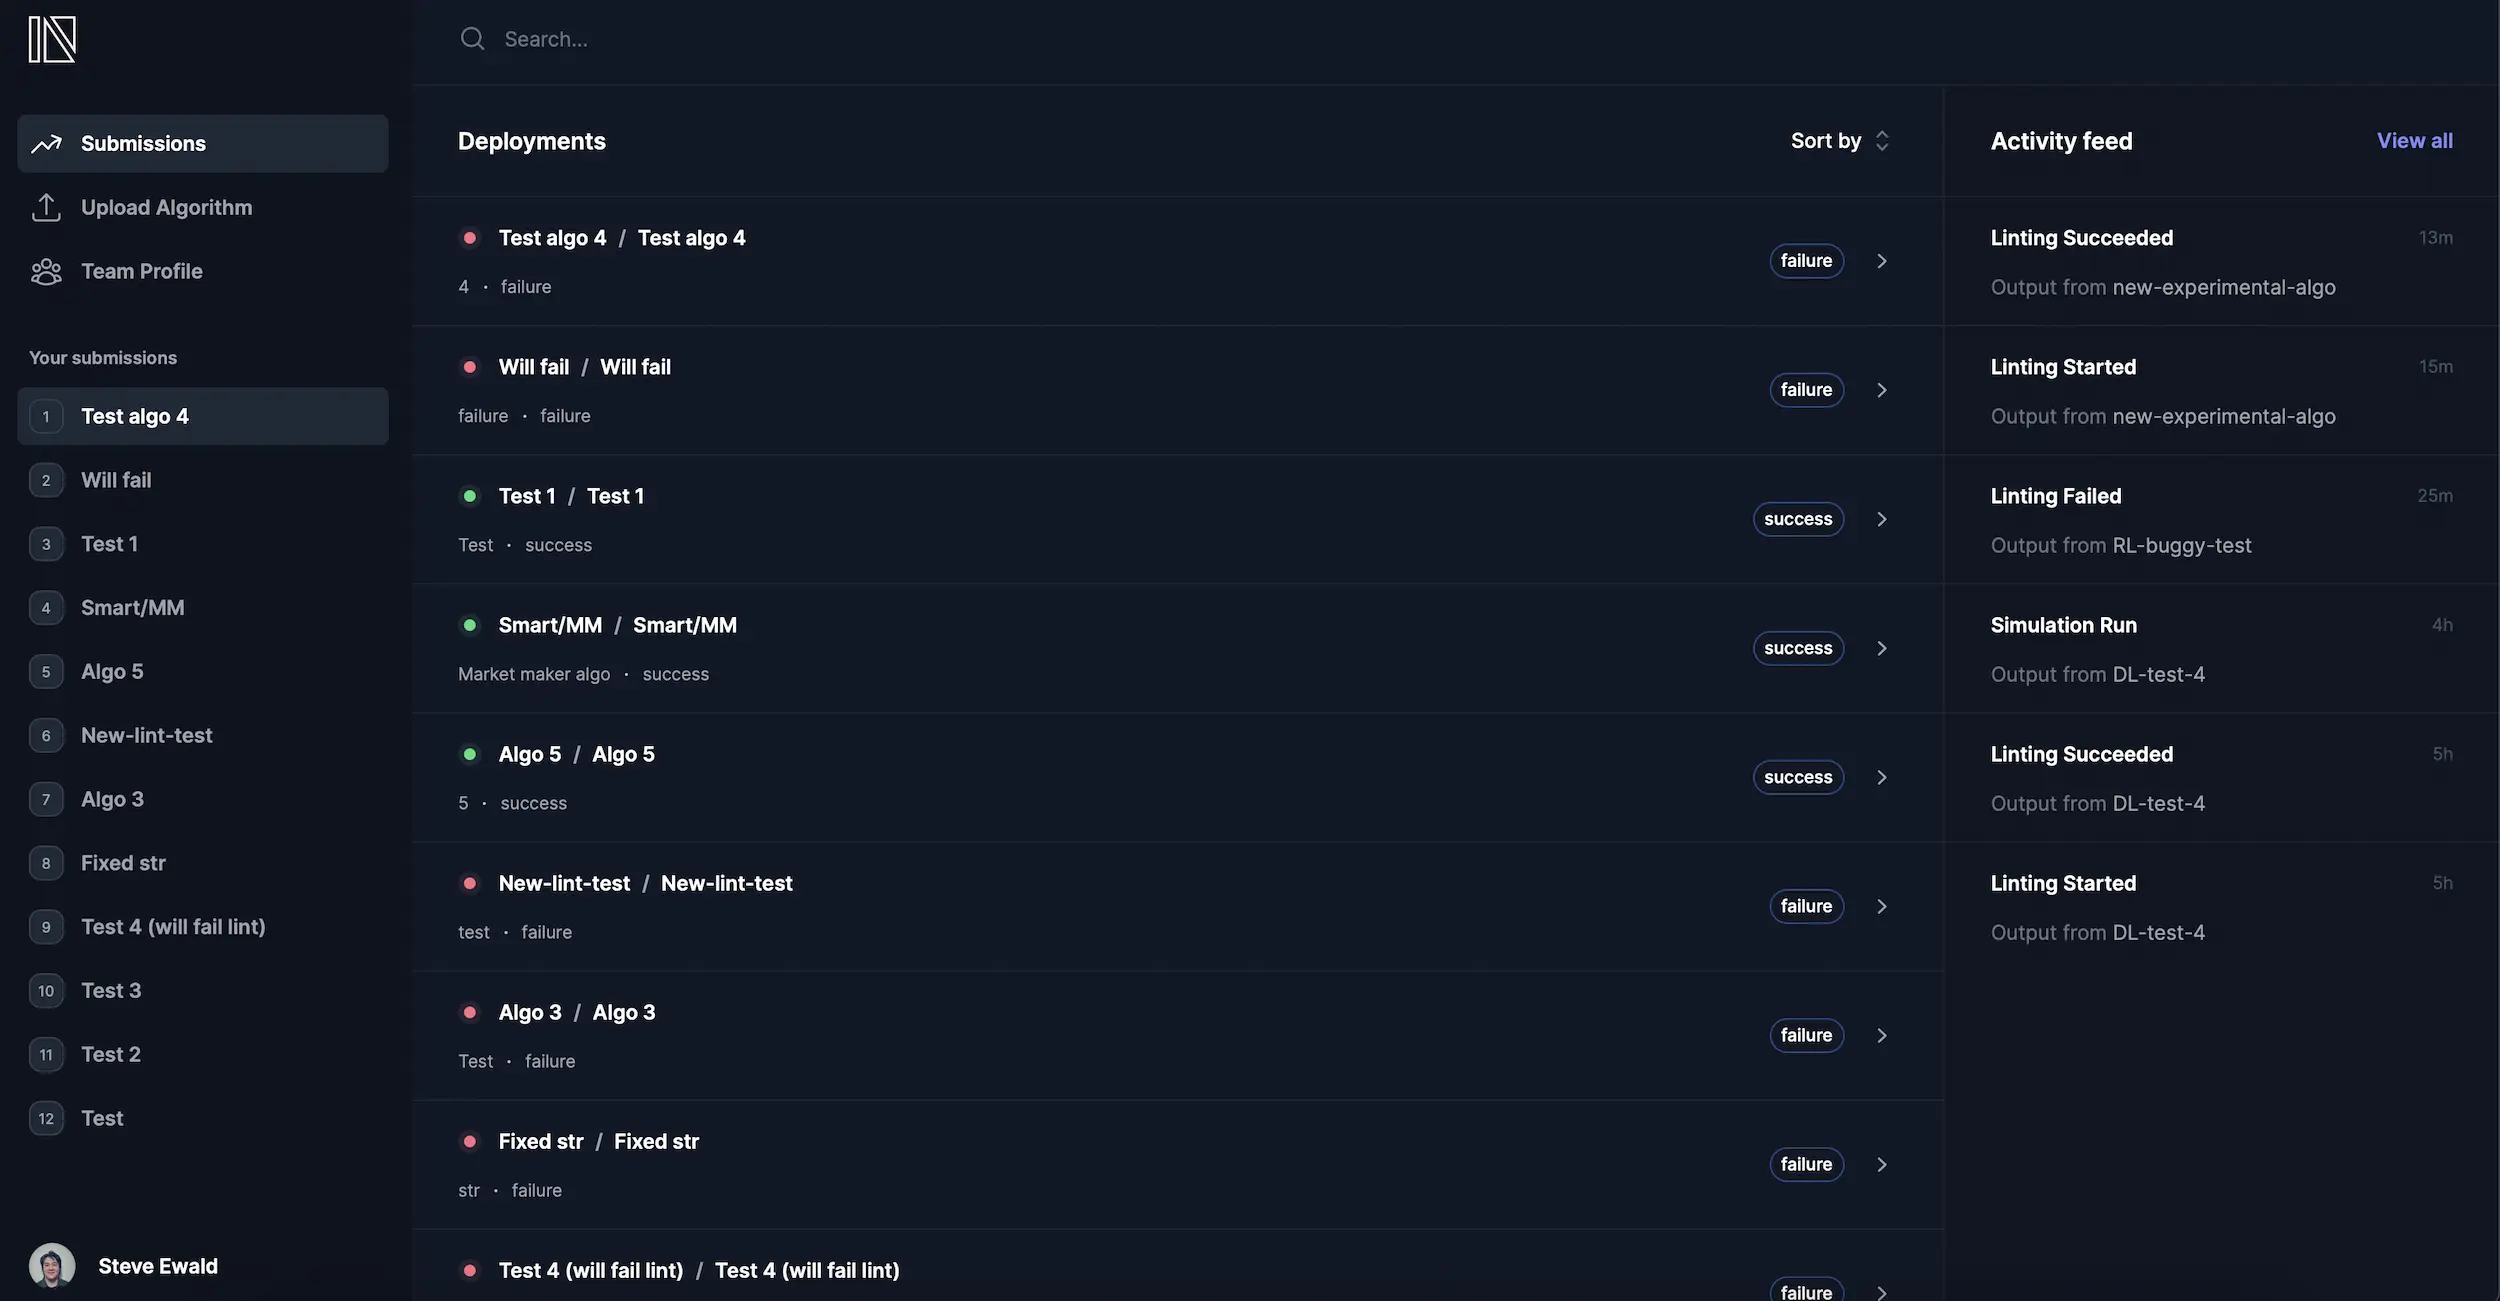 Submissions
Upload Algorithm
Team Profile
Your submissions
1 Test algo 4
2 Will fail
3 Test 1
4 Smart/MM
5 Algo 5
6 New-lint-test
7 Algo 3
8 Fixed str
9 Test 4 (will fail lint)
10 Test 3
11 Test 2
12 Test
Steve Ewald
Search...
Deployments
Sort by
Test algo 4 / Test algo 4
4 · failure
failure
Will fail / Will fail
failure · failure
failure
Test 1 / Test 1
Test · success
success
Smart/MM / Smart/MM
Market maker algo · success
success
Algo 5 / Algo 5
5 · success
success
New-lint-test / New-lint-test
test · failure
failure
Algo 3 / Algo 3
Test · failure
failure
Fixed str / Fixed str
str · failure
failure
Test 4 (will fail lint) / Test 4 (will fail lint)
failure
Activity feed
View all
Linting Succeeded 13m
Output from new-experimental-algo
Linting Started 15m
Output from new-experimental-algo
Linting Failed 25m
Output from RL-buggy-test
Simulation Run 4h
Output from DL-test-4
Linting Succeeded 5h
Output from DL-test-4
Linting Started 5h
Output from DL-test-4